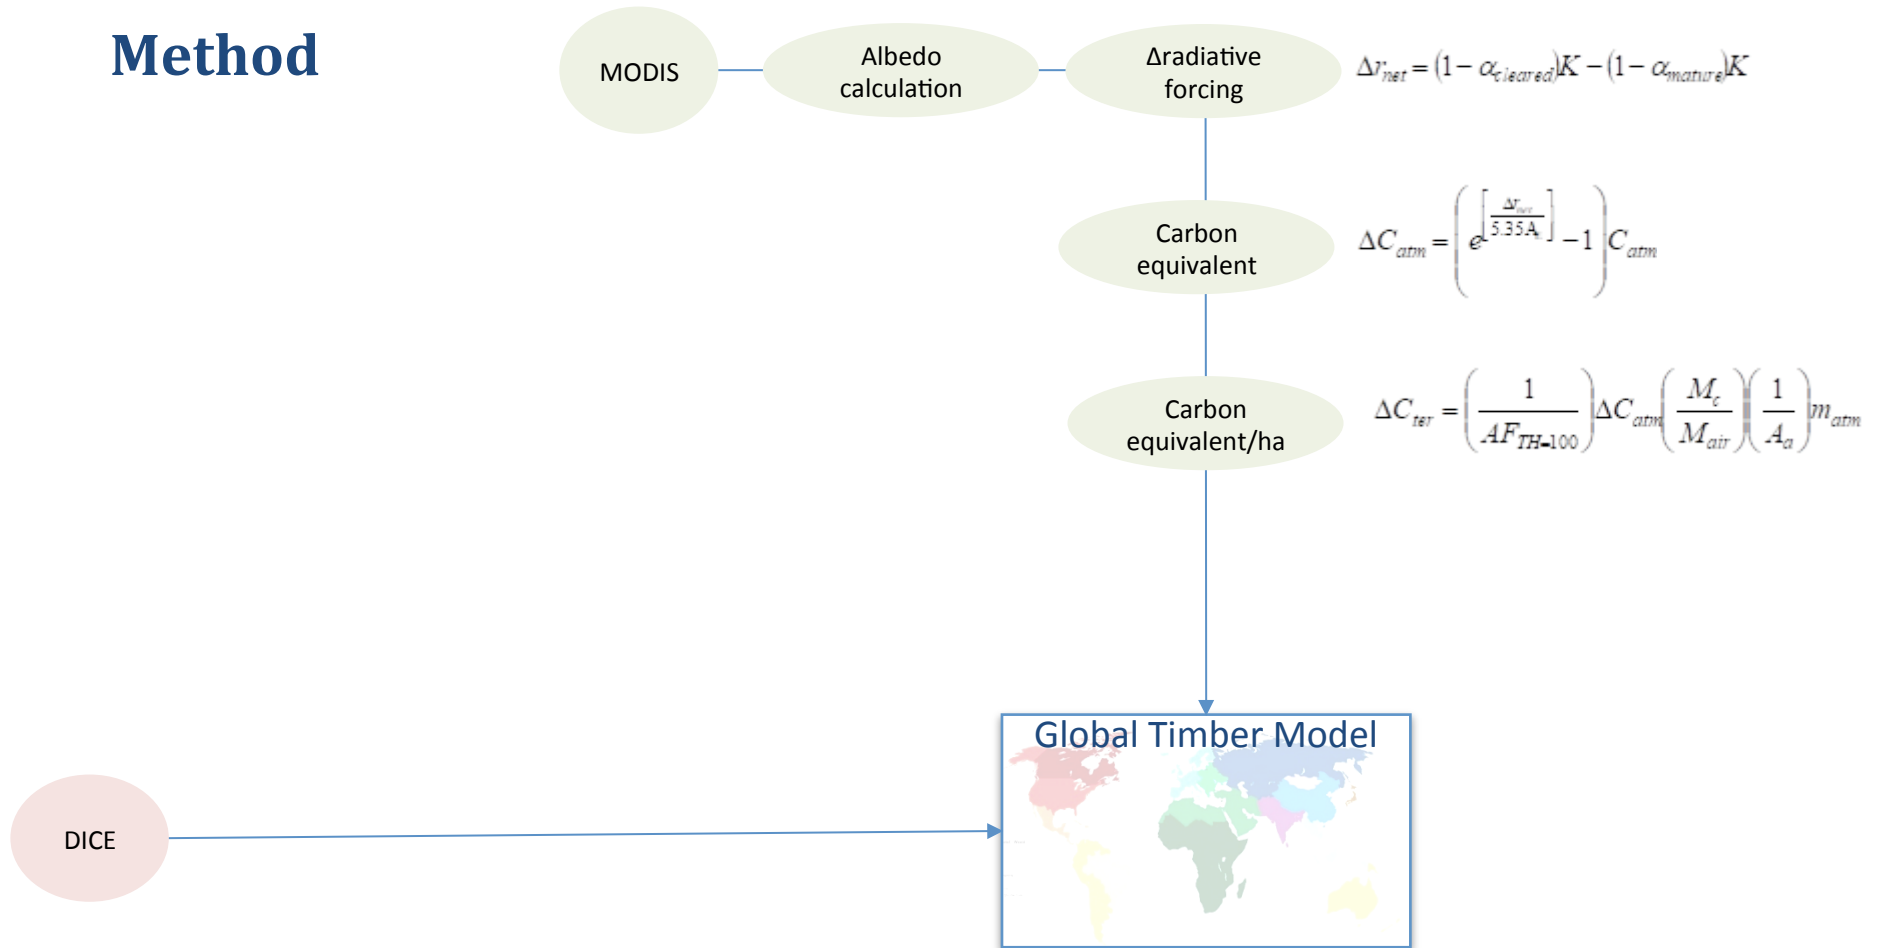 Method
MODIS
Albedo
calculation
Δradiative
forcing
Δr_net = (1 − α_cleared)K − (1 − α_mature)K
Carbon
equivalent
ΔC_atm = (e^[Δr_net / 5.35A_e] − 1)C_atm
Carbon
equivalent/ha
ΔC_ter = (1 / AF_TH=100) ΔC_atm (M_c / M_air)(1 / A_a) m_atm
Global Timber Model
DICE